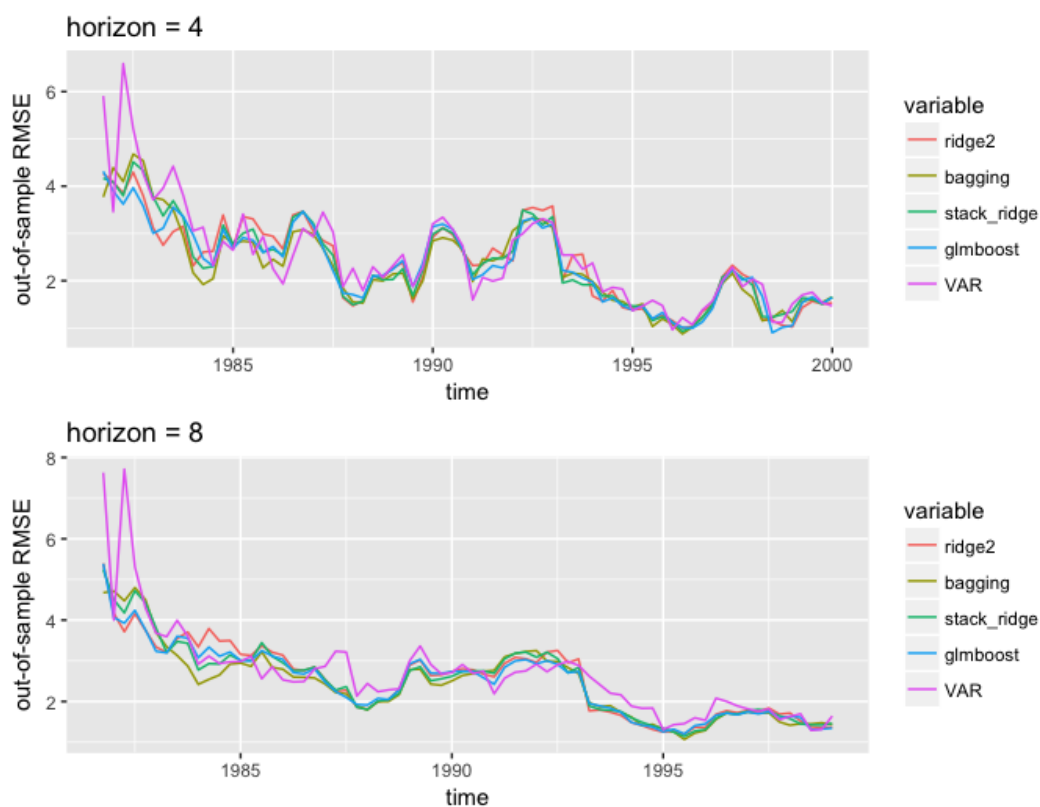 horizon = 4
out-of-sample RMSE
6
4
2
1985
1990
1995
2000
time
variable
ridge2
bagging
stack_ridge
glmboost
VAR
horizon = 8
out-of-sample RMSE
8
6
4
2
1985
1990
1995
time
variable
ridge2
bagging
stack_ridge
glmboost
VAR